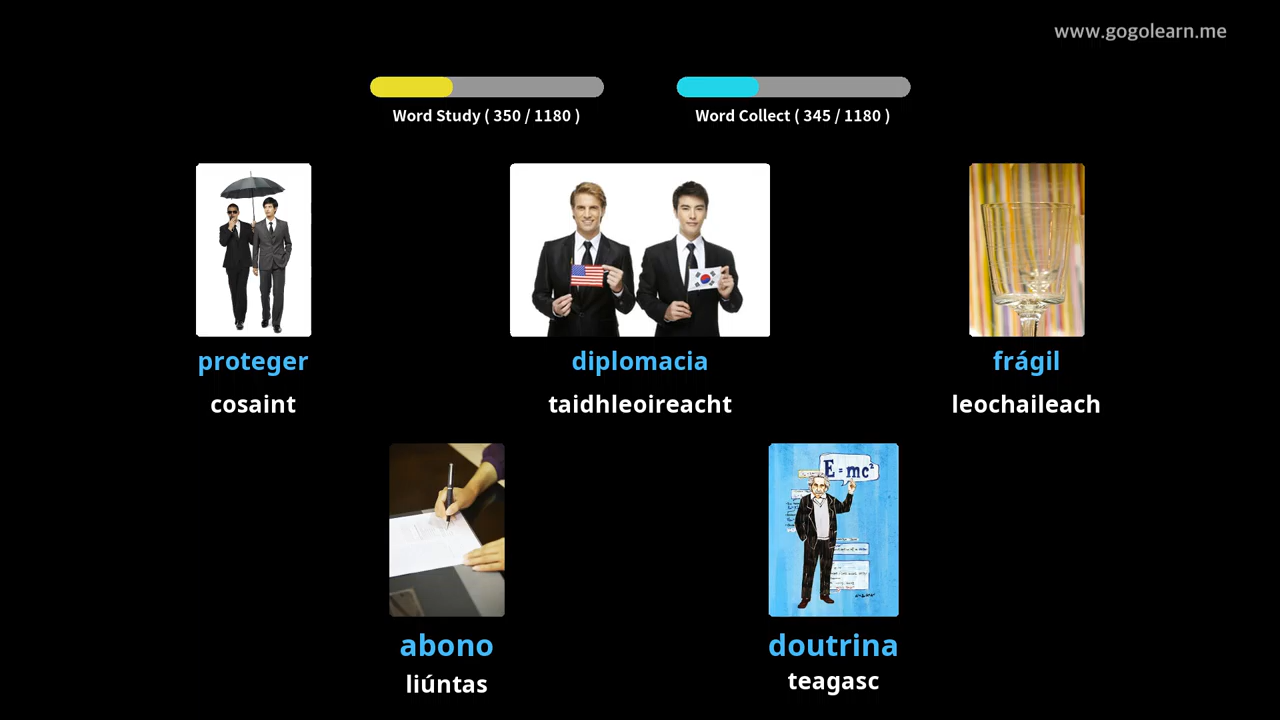 www.gogolearn.me
Word Study ( 350 / 1180 )
Word Collect ( 345 / 1180 )
proteger
diplomacia
frágil
cosaint
taidhleoireacht
leochaileach
E=mc²
abono
doutrina
liúntas
teagasc